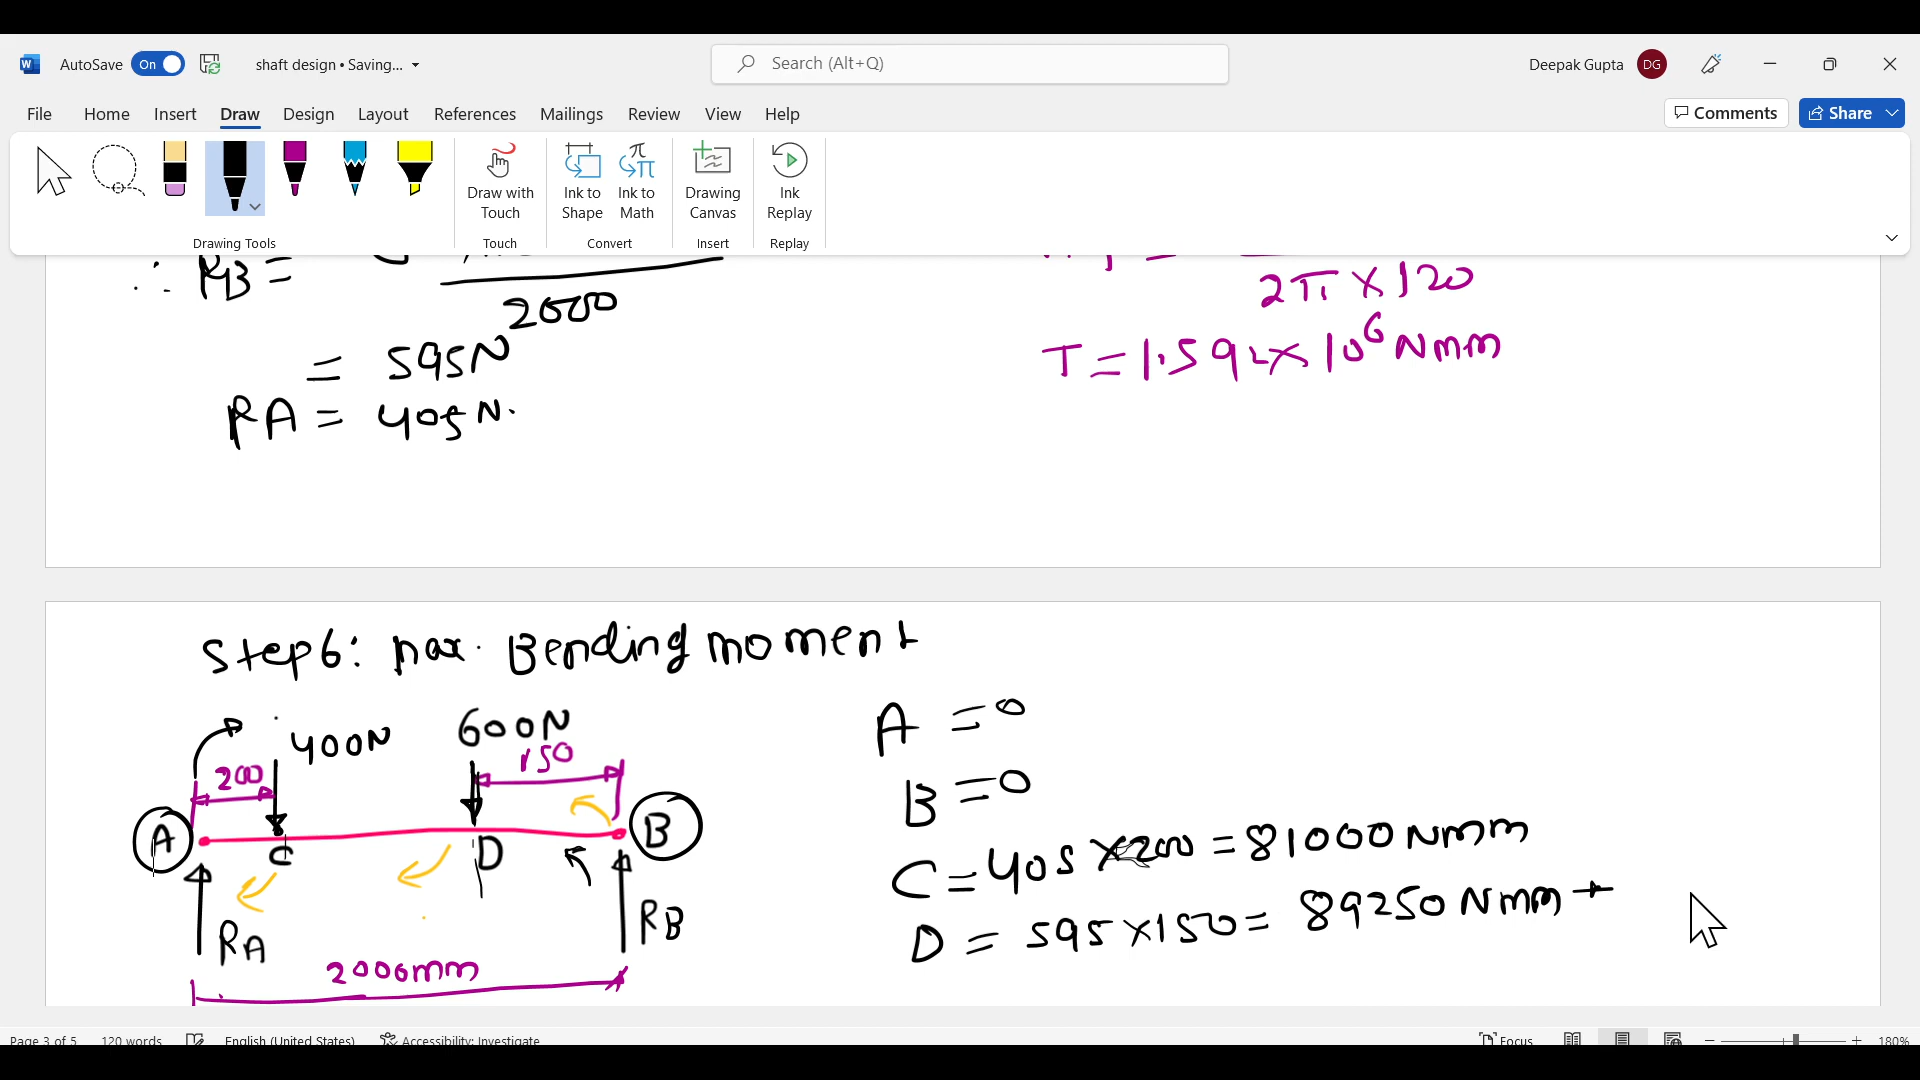 AutoSave On shaft design • Saving... Search (Alt+Q) Deepak Gupta DG
File Home Insert Draw Design Layout References Mailings Review View Help Comments Share
Draw with Touch Ink to Shape Ink to Math Drawing Canvas Ink Replay
Drawing Tools Touch Convert Insert Replay
∴ RB =
2000
= 595N
RA = 405N.
2π × 120
T = 1.592 × 10⁶ Nmm
Step 6: max. Bending moment
400N 600N
200 150
A C D B
RA RB
2000mm
A = 0
B = 0
C = 405 × 200 = 81000 Nmm
D = 595 × 150 = 89250 Nmm
Page 3 of 5 120 words English (United States) Accessibility: Investigate Focus 180%